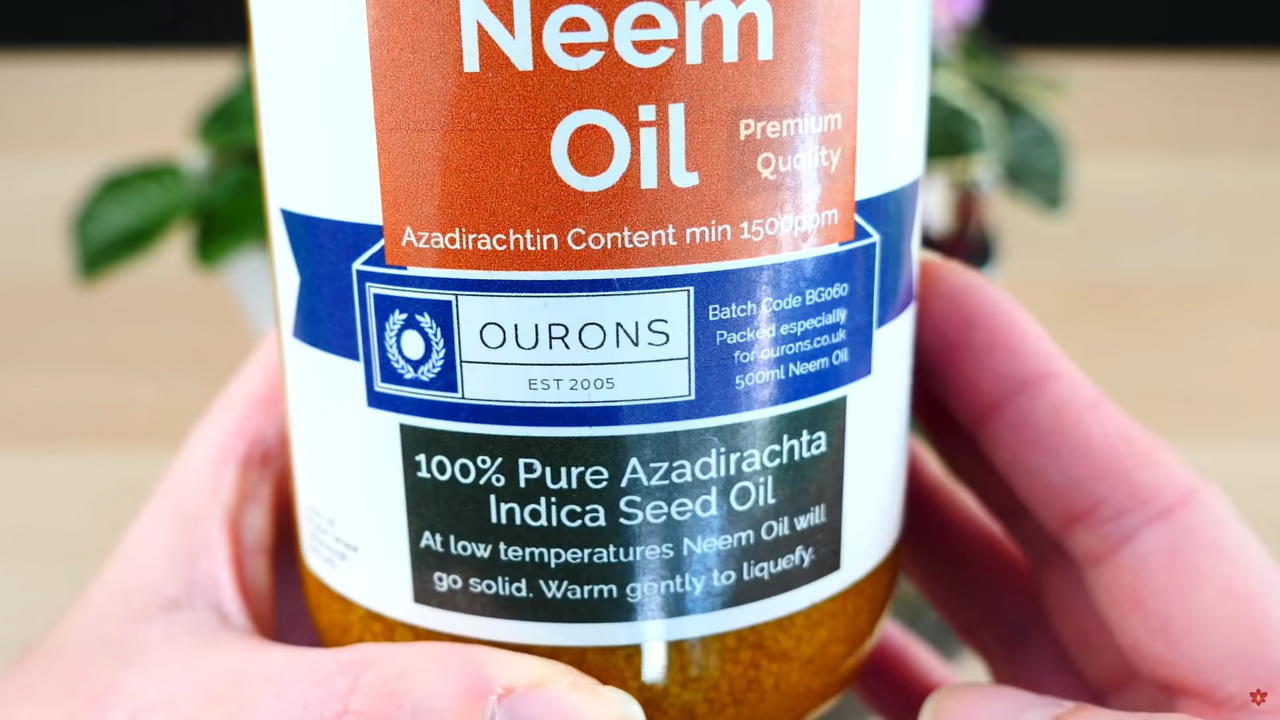 Neem
Oil
Premium
Quality
Azadirachtin Content min 1500ppm
OURONS
EST 2005
Batch Code BG060
Packed especially
for ourons.co.uk
500ml Neem Oil
100% Pure Azadirachta
Indica Seed Oil
At low temperatures Neem Oil will
go solid. Warm gently to liquefy.